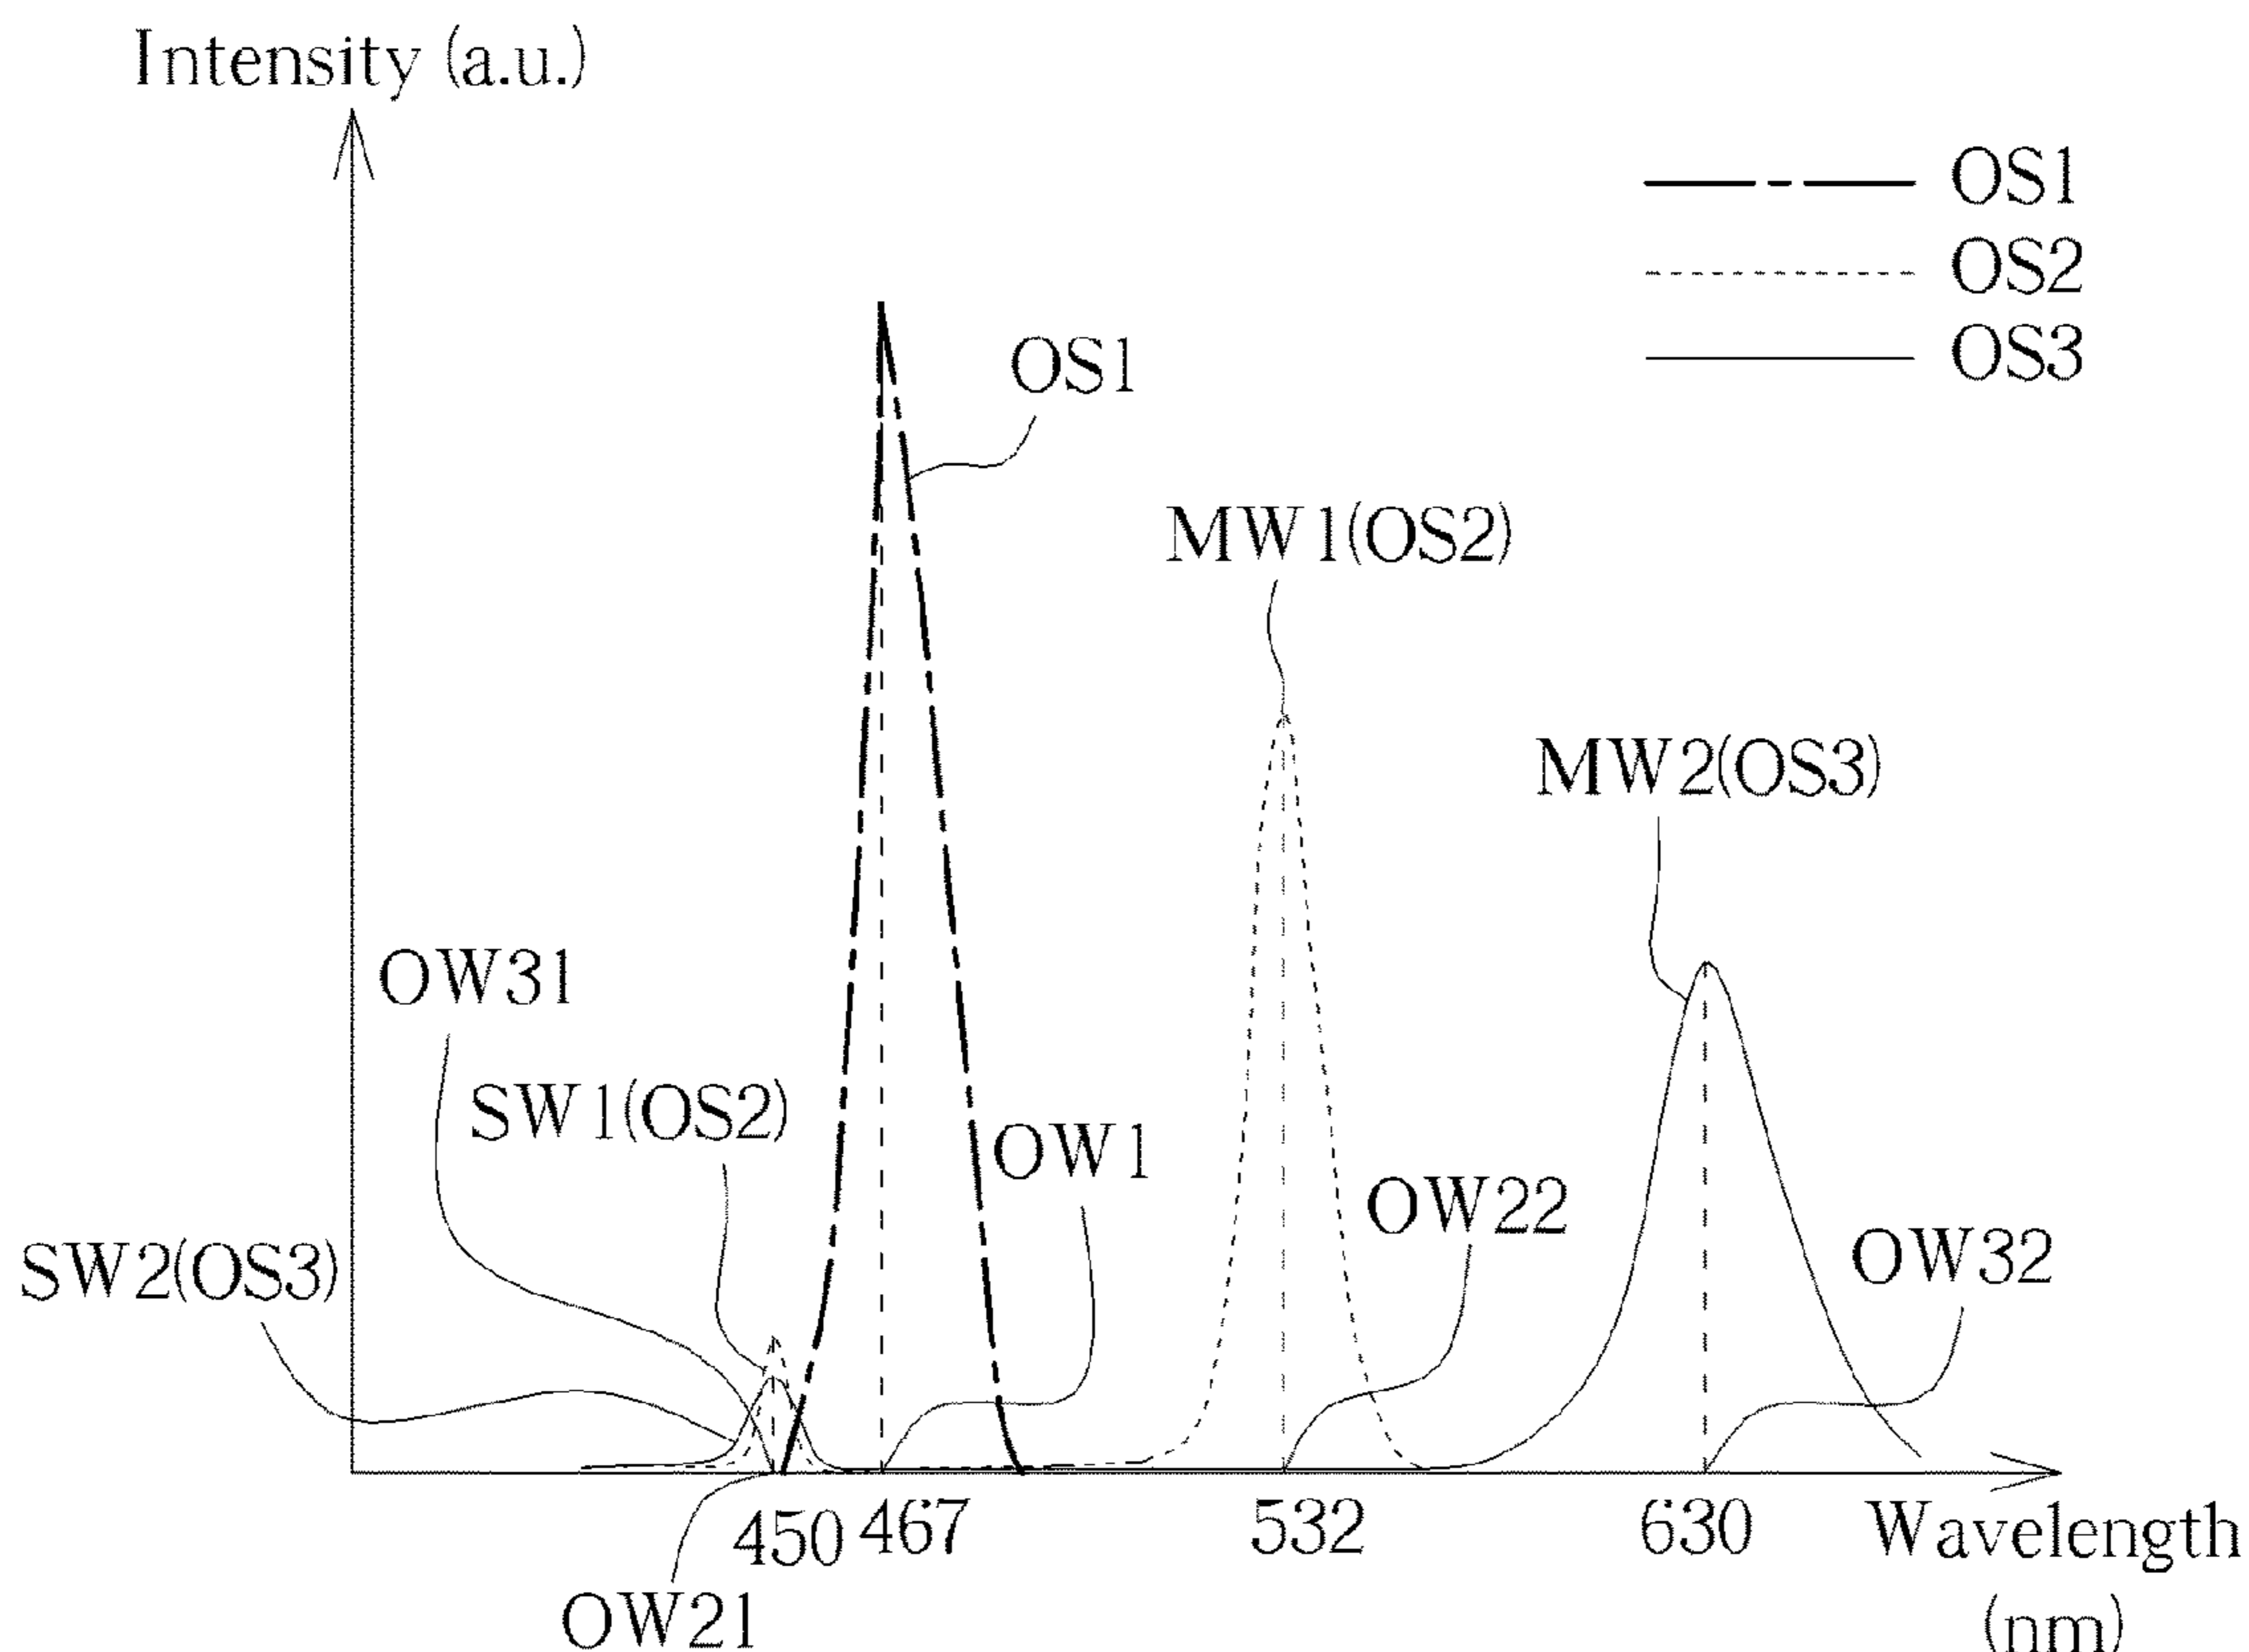 Intensity (a.u.)
OS1
OS2
OS3
OS1
MW1(OS2)
MW2(OS3)
OW31
SW1(OS2)
OW1
OW22
SW2(OS3)
OW32
450
467
532
630
Wavelength
(nm)
OW21